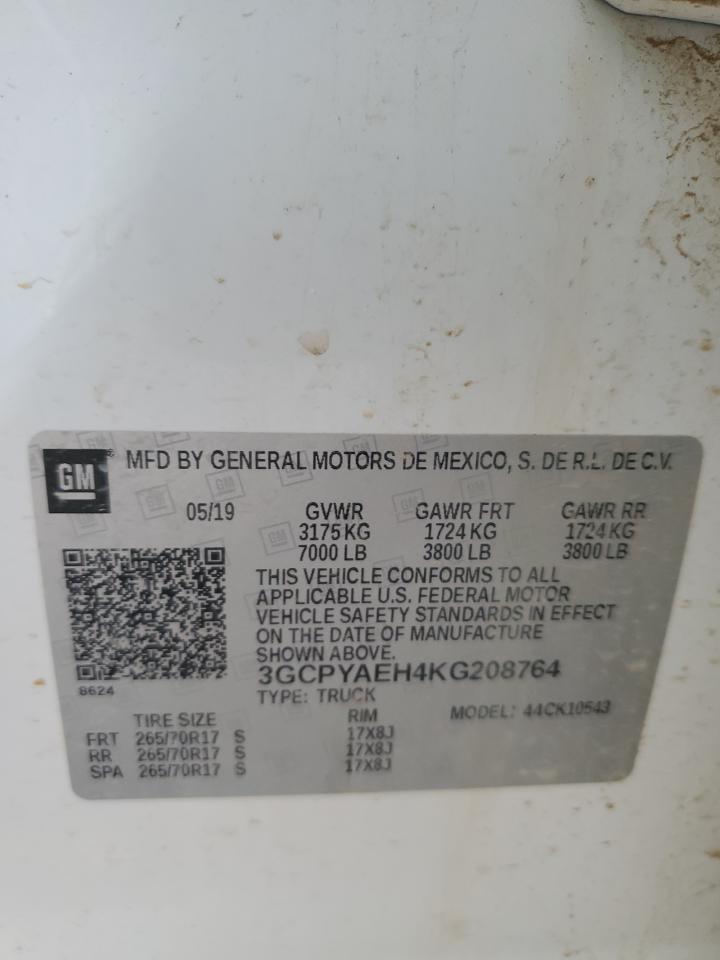 GM MFD BY GENERAL MOTORS DE MEXICO, S. DE R.L. DE C.V.
05/19 GVWR GAWR FRT GAWR RR
3175 KG 1724 KG 1724 KG
7000 LB 3800 LB 3800 LB
THIS VEHICLE CONFORMS TO ALL
APPLICABLE U.S. FEDERAL MOTOR
VEHICLE SAFETY STANDARDS IN EFFECT
ON THE DATE OF MANUFACTURE
SHOWN ABOVE.
3GCPYAEH4KG208764
8624
TYPE: TRUCK
MODEL: 44CK10543
TIRE SIZE RIM
FRT 265/70R17 S 17X8J
RR 265/70R17 S 17X8J
SPA 265/70R17 S 17X8J